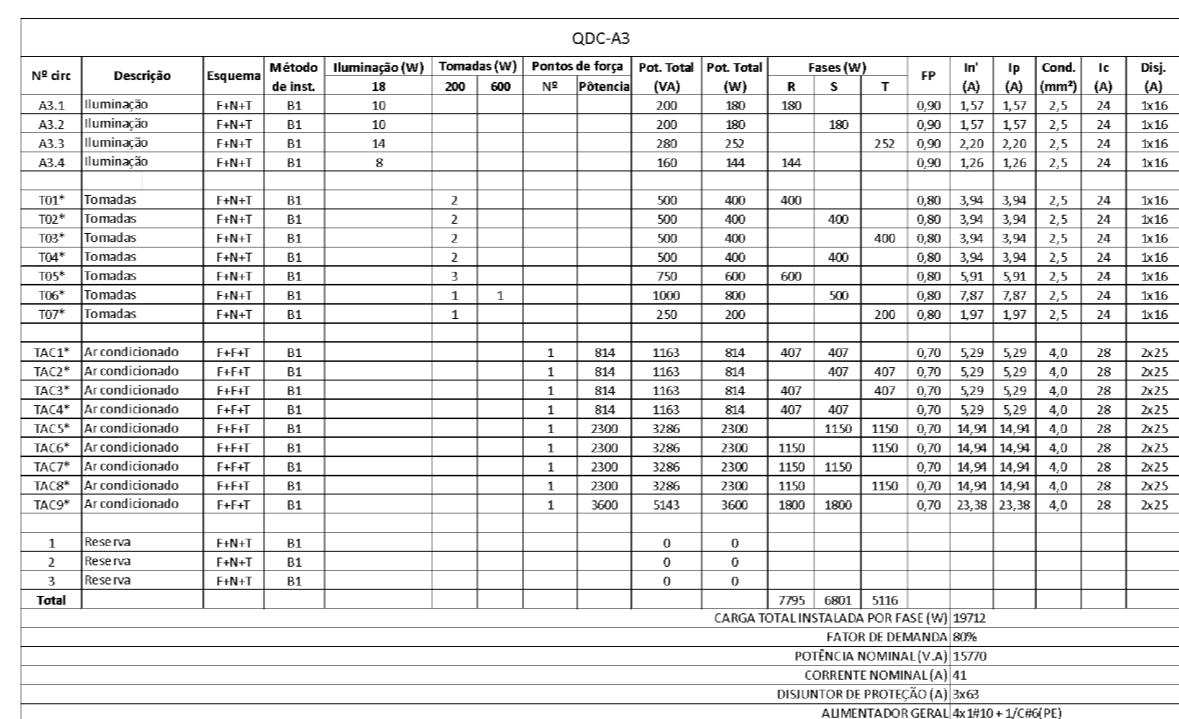 QDC-A3
Nº circ Descrição Esquema Método de inst. Iluminação (W) Tomadas (W) Pontos de força Pot. Total (VA) Pot. Total (W) Fases (W) FP In' (A) Ip (A) Cond. (mm²) Ic (A) Disj. (A)
18 200 600 Nº Pôtencia R S T
A3.1 Iluminação F+N+T B1 10 200 180 180 0,90 1,57 1,57 2,5 24 1x16
A3.2 Iluminação F+N+T B1 10 200 180 180 0,90 1,57 1,57 2,5 24 1x16
A3.3 Iluminação F+N+T B1 14 280 252 252 0,90 2,20 2,20 2,5 24 1x16
A3.4 Iluminação F+N+T B1 8 160 144 144 0,90 1,26 1,26 2,5 24 1x16
T01* Tomadas F+N+T B1 2 500 400 400 0,80 3,94 3,94 2,5 24 1x16
T02* Tomadas F+N+T B1 2 500 400 400 0,80 3,94 3,94 2,5 24 1x16
T03* Tomadas F+N+T B1 2 500 400 400 0,80 3,94 3,94 2,5 24 1x16
T04* Tomadas F+N+T B1 2 500 400 400 0,80 3,94 3,94 2,5 24 1x16
T05* Tomadas F+N+T B1 3 750 600 600 0,80 5,91 5,91 2,5 24 1x16
T06* Tomadas F+N+T B1 1 1 1000 800 500 0,80 7,87 7,87 2,5 24 1x16
T07* Tomadas F+N+T B1 1 250 200 200 0,80 1,97 1,97 2,5 24 1x16
TAC1* Ar condicionado F+F+T B1 1 814 1163 814 407 407 0,70 5,29 5,29 4,0 28 2x25
TAC2* Ar condicionado F+F+T B1 1 814 1163 814 407 407 0,70 5,29 5,29 4,0 28 2x25
TAC3* Ar condicionado F+F+T B1 1 814 1163 814 407 407 0,70 5,29 5,29 4,0 28 2x25
TAC4* Ar condicionado F+F+T B1 1 814 1163 814 407 407 0,70 5,29 5,29 4,0 28 2x25
TAC5* Ar condicionado F+F+T B1 1 2300 3286 2300 1150 1150 0,70 14,94 14,94 4,0 28 2x25
TAC6* Ar condicionado F+F+T B1 1 2300 3286 2300 1150 1150 0,70 14,94 14,94 4,0 28 2x25
TAC7* Ar condicionado F+F+T B1 1 2300 3286 2300 1150 1150 0,70 14,94 14,94 4,0 28 2x25
TAC8* Ar condicionado F+F+T B1 1 2300 3286 2300 1150 1150 0,70 14,94 14,94 4,0 28 2x25
TAC9* Ar condicionado F+F+T B1 1 3600 5143 3600 1800 1800 0,70 23,38 23,38 4,0 28 2x25
1 Reserva F+N+T B1 0 0
2 Reserva F+N+T B1 0 0
3 Reserva F+N+T B1 0 0
Total 7795 6801 5116
CARGA TOTAL INSTALADA POR FASE (W) 19712
FATOR DE DEMANDA 80%
POTÊNCIA NOMINAL (V.A) 15770
CORRENTE NOMINAL (A) 41
DISJUNTOR DE PROTEÇÃO (A) 3x63
ALIMENTADOR GERAL 4x1#10 + 1/C#6(PE)